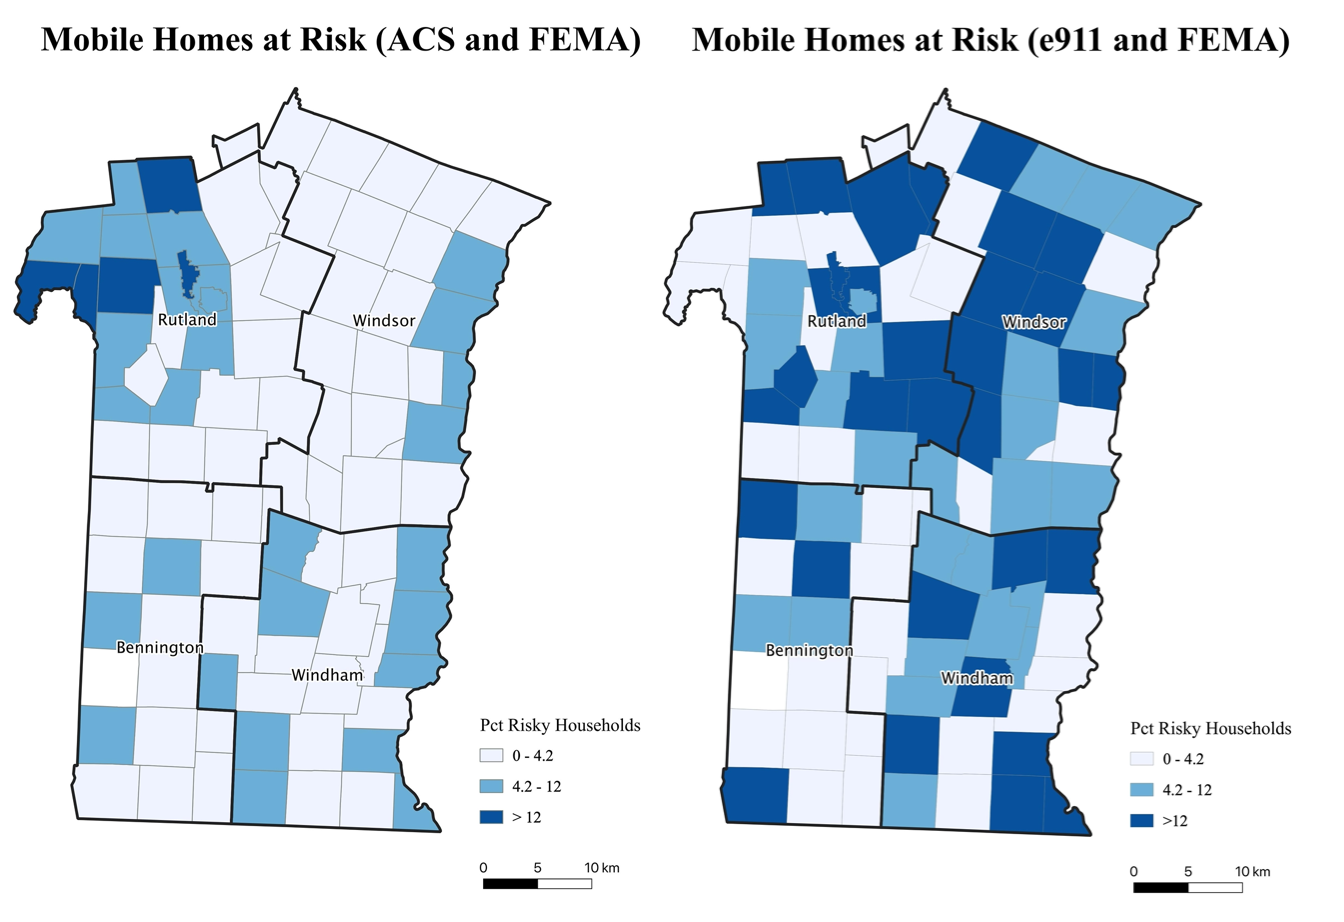 Mobile Homes at Risk (ACS and FEMA)
Rutland
Windsor
Bennington
Windham
Pct Risky Households
0 - 4.2
4.2 - 12
> 12
0 5 10 km
Mobile Homes at Risk (e911 and FEMA)
Rutland
Windsor
Bennington
Windham
Pct Risky Households
0 - 4.2
4.2 - 12
>12
0 5 10 km